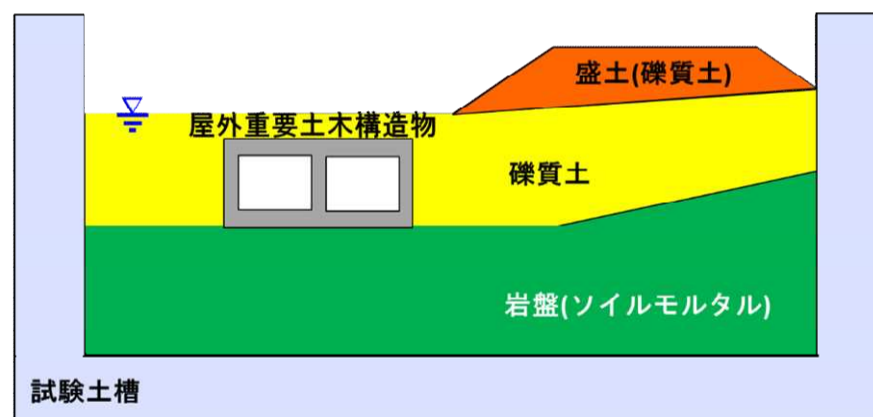 盛土(礫質土)
屋外重要土木構造物
礫質土
岩盤(ソイルモルタル)
試験土槽